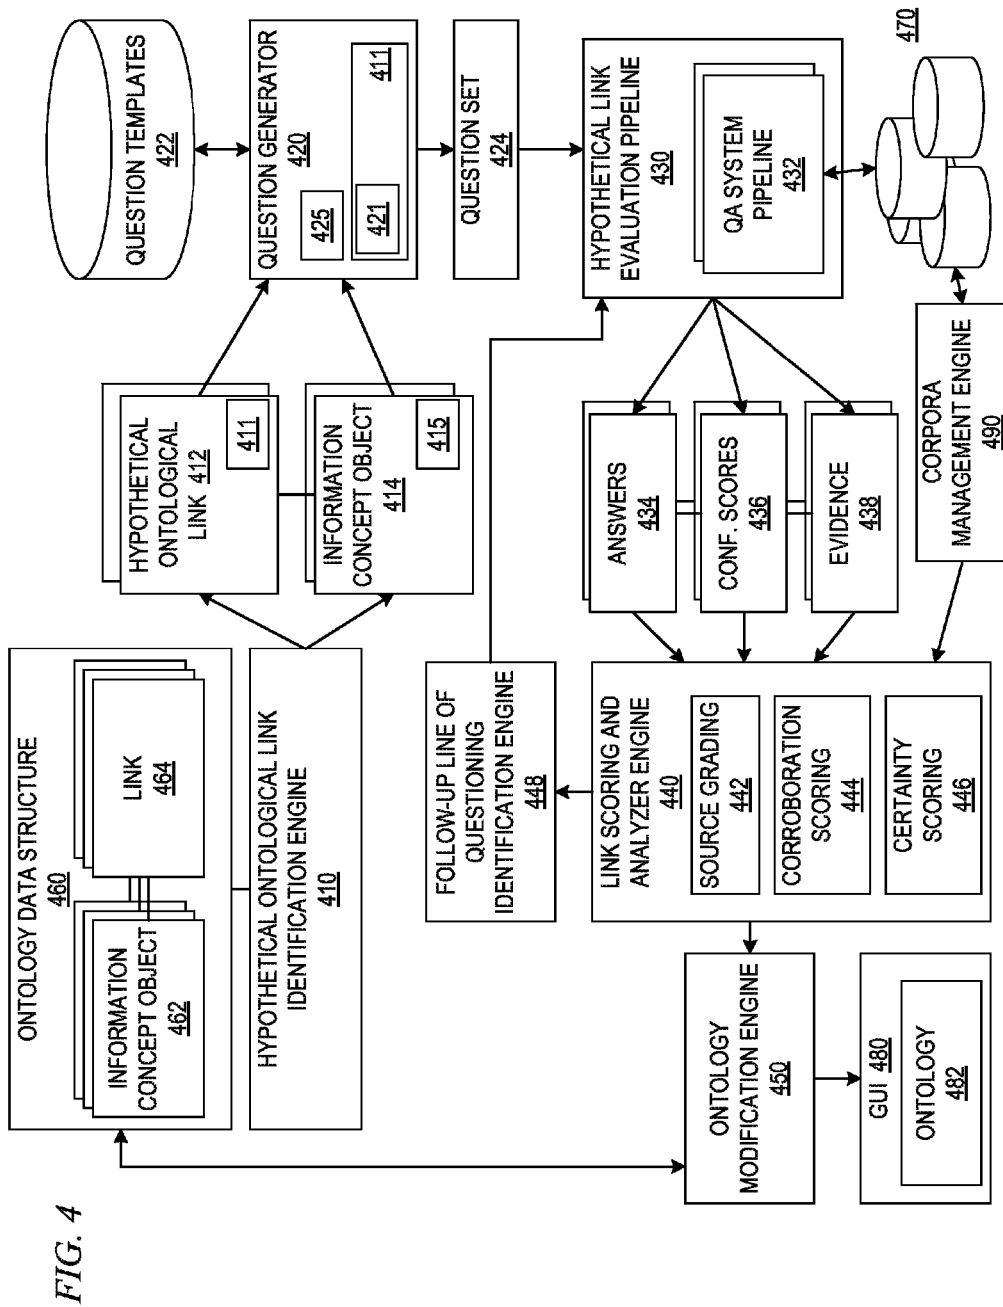 FIG. 4
ONTOLOGY DATA STRUCTURE
460
INFORMATION
CONCEPT OBJECT
462
LINK
464
HYPOTHETICAL ONTOLOGICAL LINK
IDENTIFICATION ENGINE
410
HYPOTHETICAL
ONTOLOGICAL
LINK 412
411
INFORMATION
CONCEPT OBJECT
414
415
QUESTION TEMPLATES
422
QUESTION GENERATOR
420
425
421
411
QUESTION SET
424
HYPOTHETICAL LINK
EVALUATION PIPELINE
430
QA SYSTEM
PIPELINE
432
470
FOLLOW-UP LINE OF
QUESTIONING
IDENTIFICATION ENGINE
448
ANSWERS
434
CONF. SCORES
436
EVIDENCE
438
CORPORA
MANAGEMENT ENGINE
490
LINK SCORING AND
ANALYZER ENGINE
440
SOURCE GRADING
442
CORROBORATION
SCORING
444
CERTAINTY
SCORING
446
ONTOLOGY
MODIFICATION ENGINE
450
GUI 480
ONTOLOGY
482